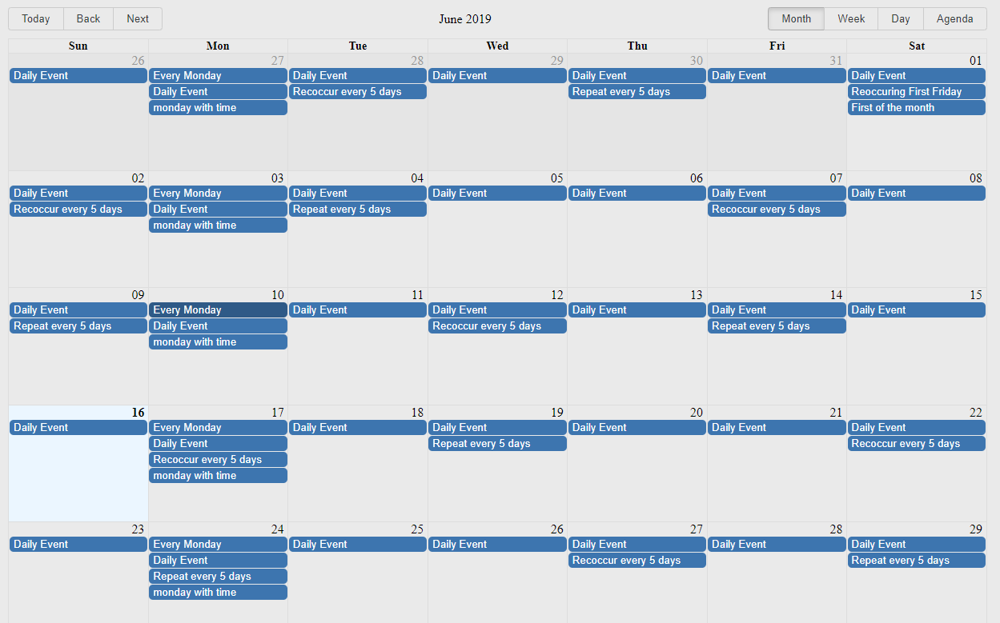 Today Back Next June 2019 Month Week Day Agenda
Sun Mon Tue Wed Thu Fri Sat
26 27 28 29 30 31 01
Daily Event Every Monday Daily Event Daily Event Daily Event Daily Event Daily Event
Daily Event Recoccur every 5 days Repeat every 5 days Reoccuring First Friday
monday with time First of the month
02 03 04 05 06 07 08
Daily Event Every Monday Daily Event Daily Event Daily Event Daily Event Daily Event
Recoccur every 5 days Daily Event Repeat every 5 days Recoccur every 5 days
monday with time
09 10 11 12 13 14 15
Daily Event Every Monday Daily Event Daily Event Daily Event Daily Event Daily Event
Repeat every 5 days Daily Event Recoccur every 5 days Repeat every 5 days
monday with time
16 17 18 19 20 21 22
Daily Event Every Monday Daily Event Daily Event Daily Event Daily Event Daily Event
Daily Event Repeat every 5 days Recoccur every 5 days
Recoccur every 5 days
monday with time
23 24 25 26 27 28 29
Daily Event Every Monday Daily Event Daily Event Daily Event Daily Event Daily Event
Daily Event Recoccur every 5 days Repeat every 5 days
Repeat every 5 days
monday with time